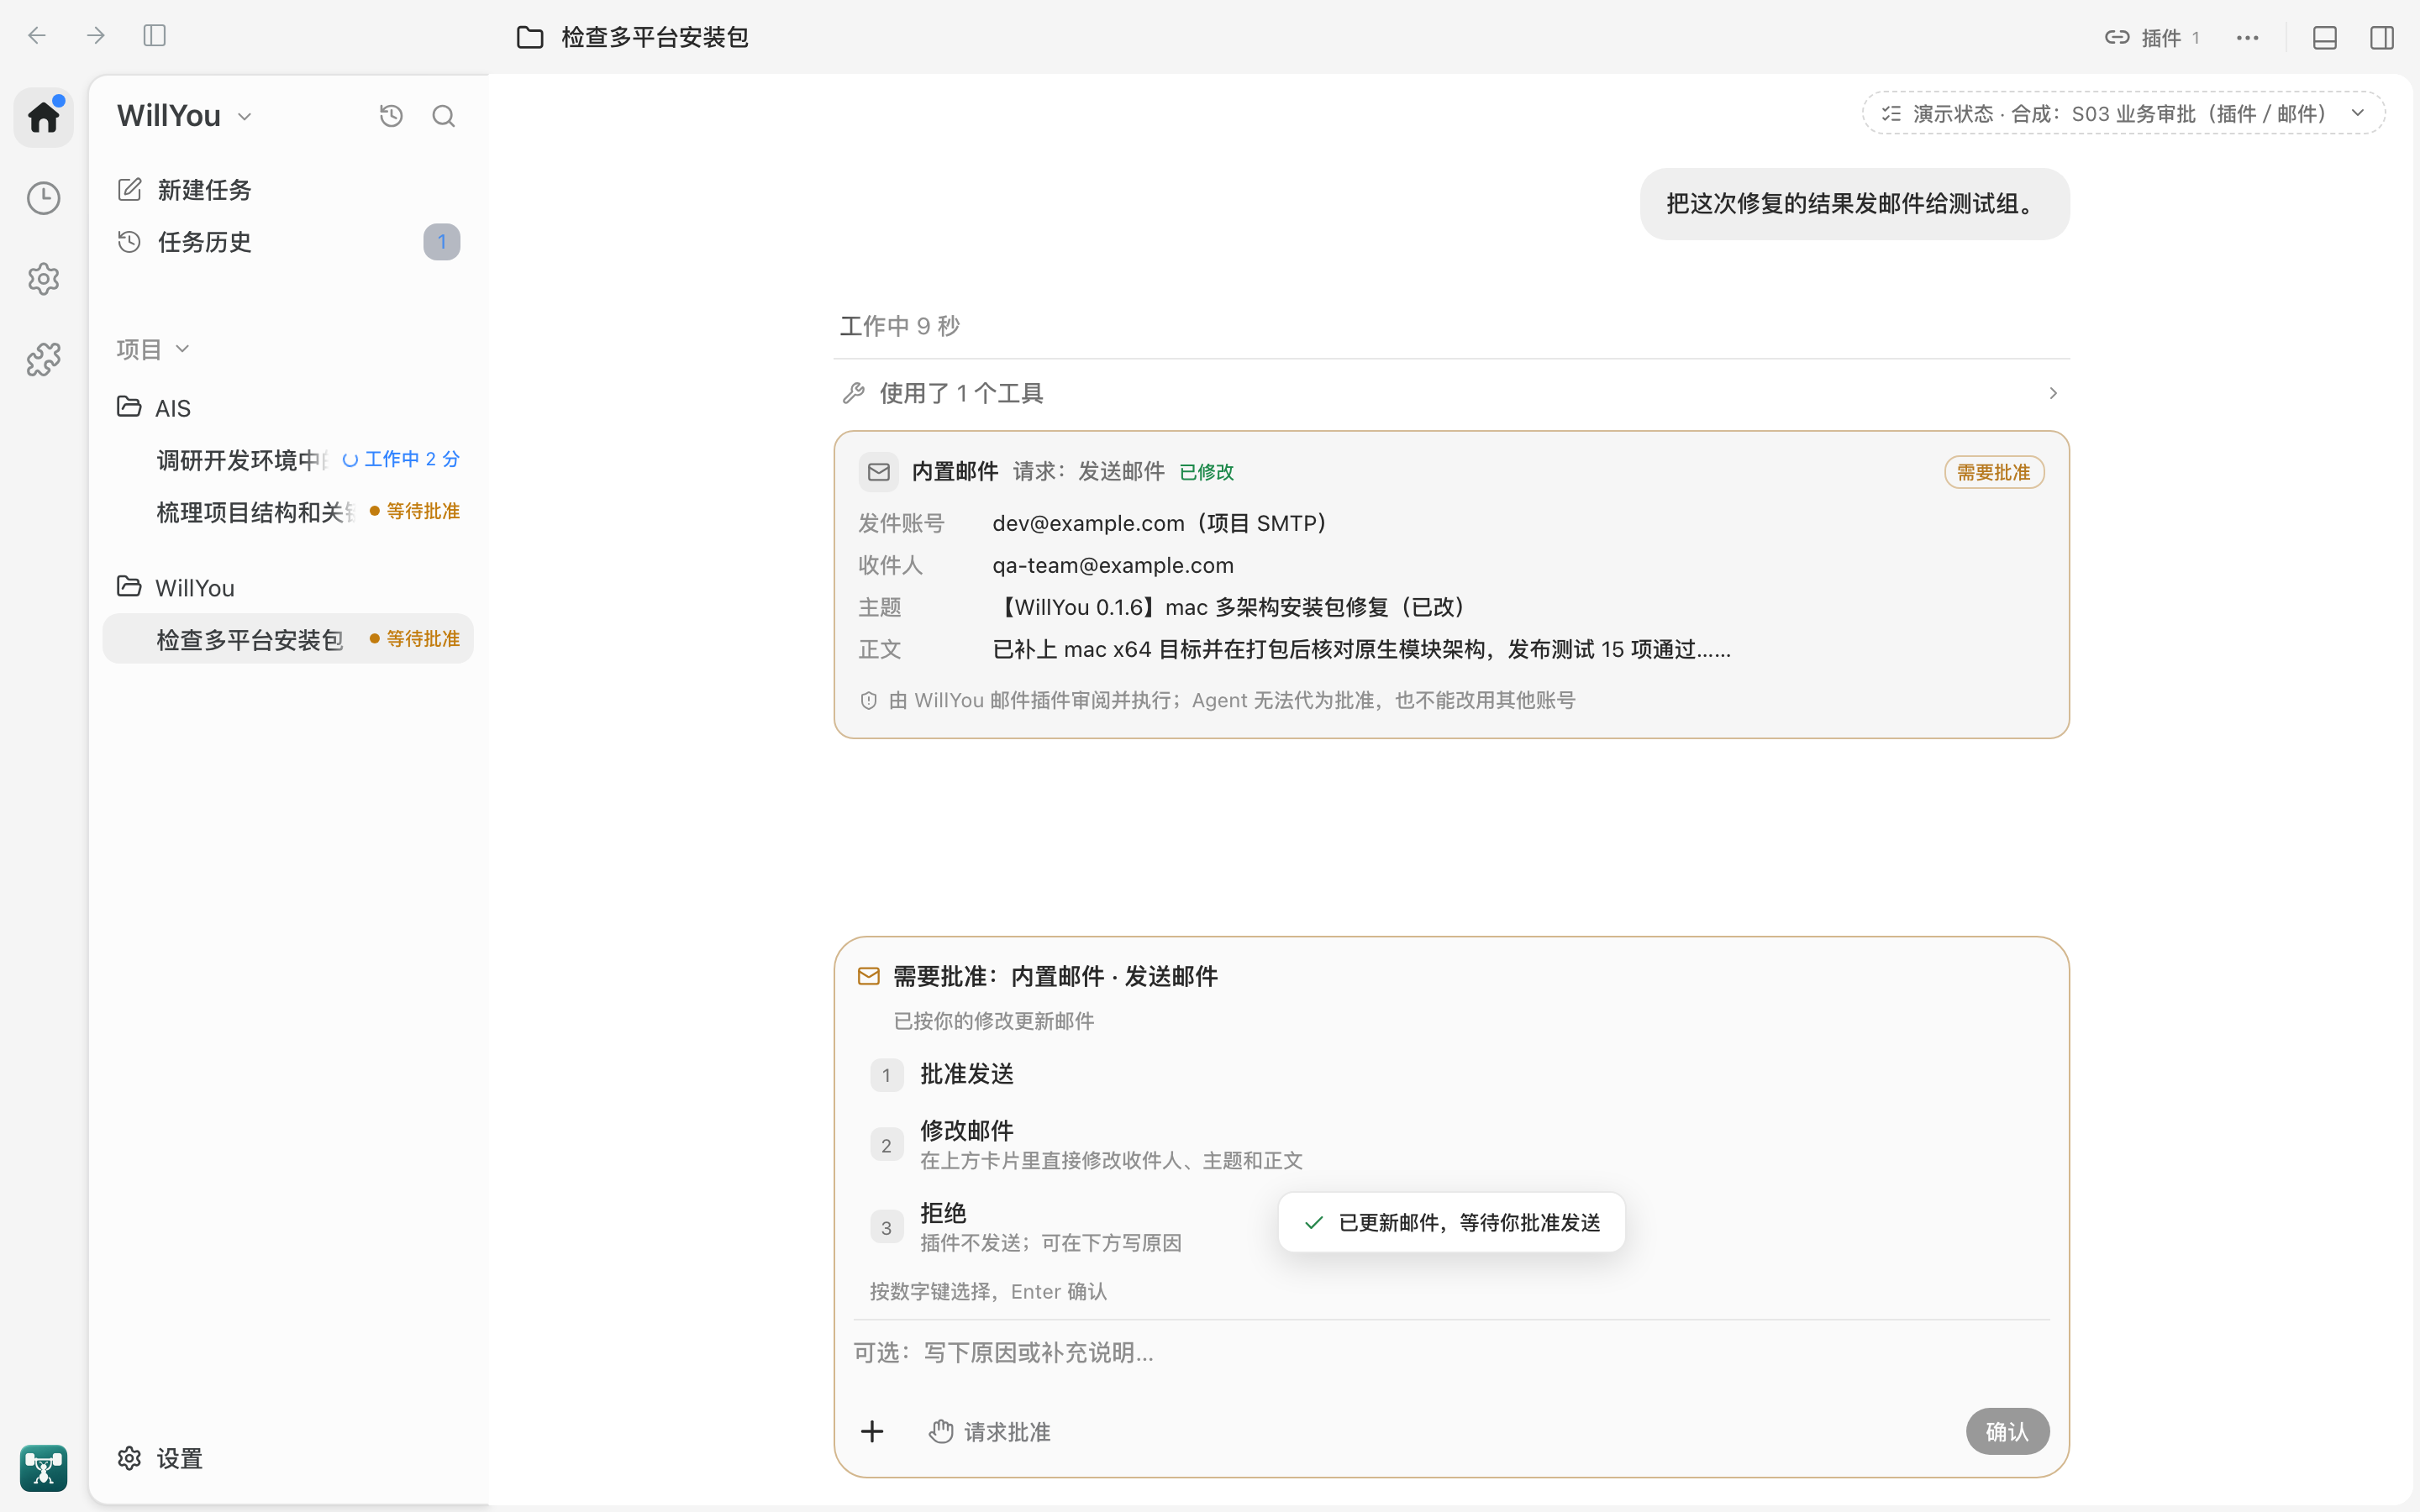 检查多平台安装包
插件 1
WillYou
新建任务
任务历史 1
项目
AIS
调研开发环境中 工作中 2 分
梳理项目结构和关 等待批准
WillYou
检查多平台安装包 等待批准
设置
演示状态 · 合成：S03 业务审批（插件 / 邮件）
把这次修复的结果发邮件给测试组。
工作中 9 秒
使用了 1 个工具
内置邮件 请求：发送邮件 已修改 需要批准
发件账号 dev@example.com（项目 SMTP）
收件人 qa-team@example.com
主题 【WillYou 0.1.6】mac 多架构安装包修复（已改）
正文 已补上 mac x64 目标并在打包后核对原生模块架构，发布测试 15 项通过……
由 WillYou 邮件插件审阅并执行；Agent 无法代为批准，也不能改用其他账号
需要批准：内置邮件 · 发送邮件
已按你的修改更新邮件
1 批准发送
2 修改邮件
在上方卡片里直接修改收件人、主题和正文
3 拒绝
插件不发送；可在下方写原因
已更新邮件，等待你批准发送
按数字键选择，Enter 确认
可选：写下原因或补充说明...
请求批准
确认